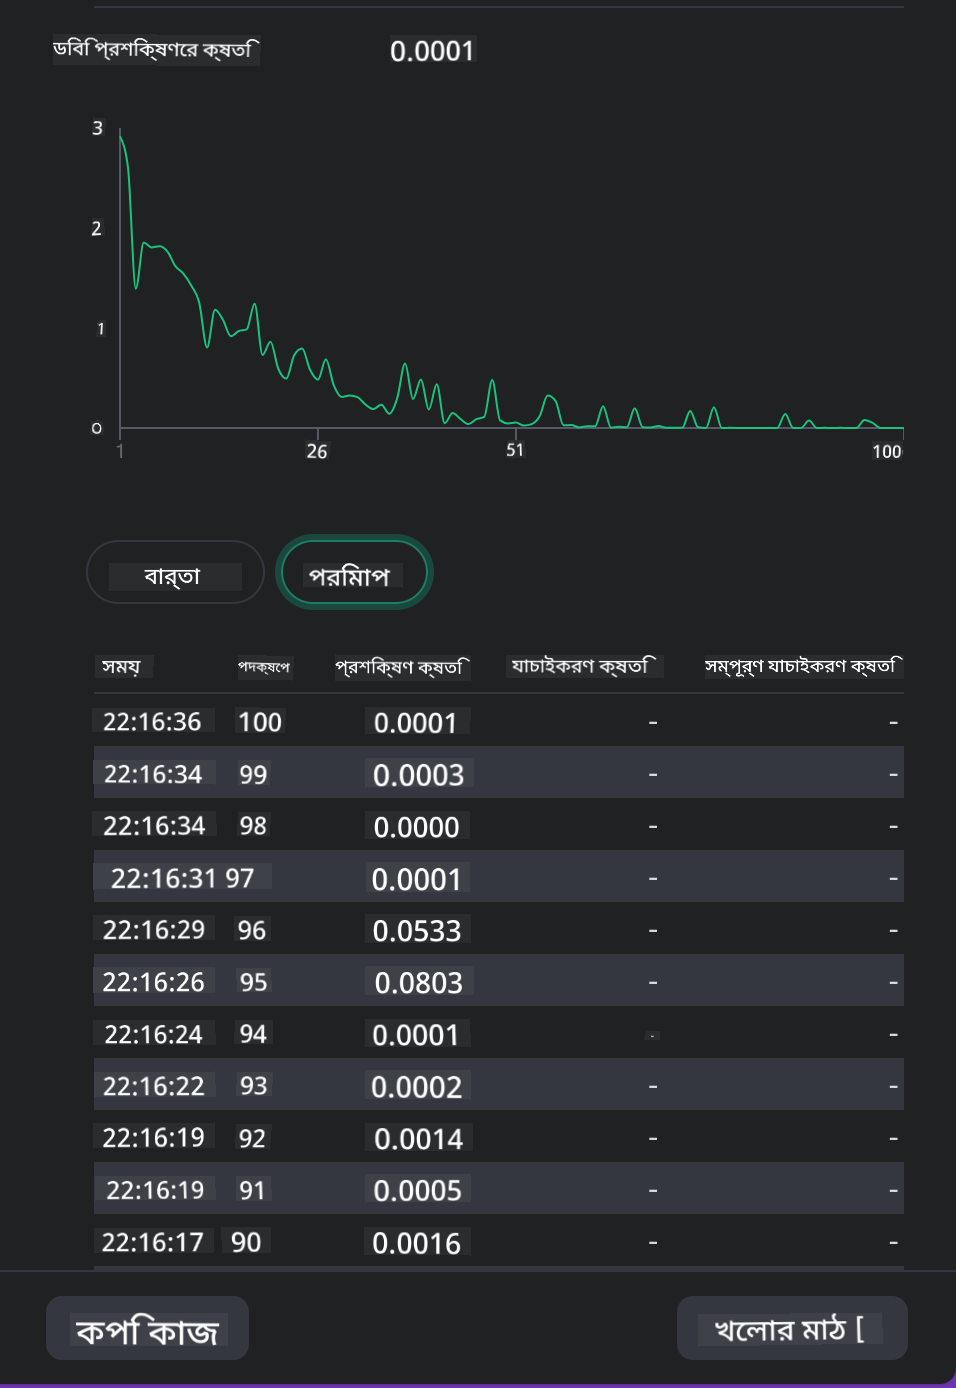 ডবিি প্রশকি্ষণরে ক্ষতি 0.0001
3
2
1
0
1 26 51 100
বার্তা পরমিাপ
সময় পদক্ষপে প্রশকি্ষণ ক্ষতি যাচাইকরণ ক্ষতি সম্পূর্ণ যাচাইকরণ ক্ষতি
22:16:36 100 0.0001 - -
22:16:34 99 0.0003 - -
22:16:34 98 0.0000 - -
22:16:31 97 0.0001 - -
22:16:29 96 0.0533 - -
22:16:26 95 0.0803 - -
22:16:24 94 0.0001 - -
22:16:22 93 0.0002 - -
22:16:19 92 0.0014 - -
22:16:19 91 0.0005 - -
22:16:17 90 0.0016 - -
কপি কাজ খলোর মাঠ [